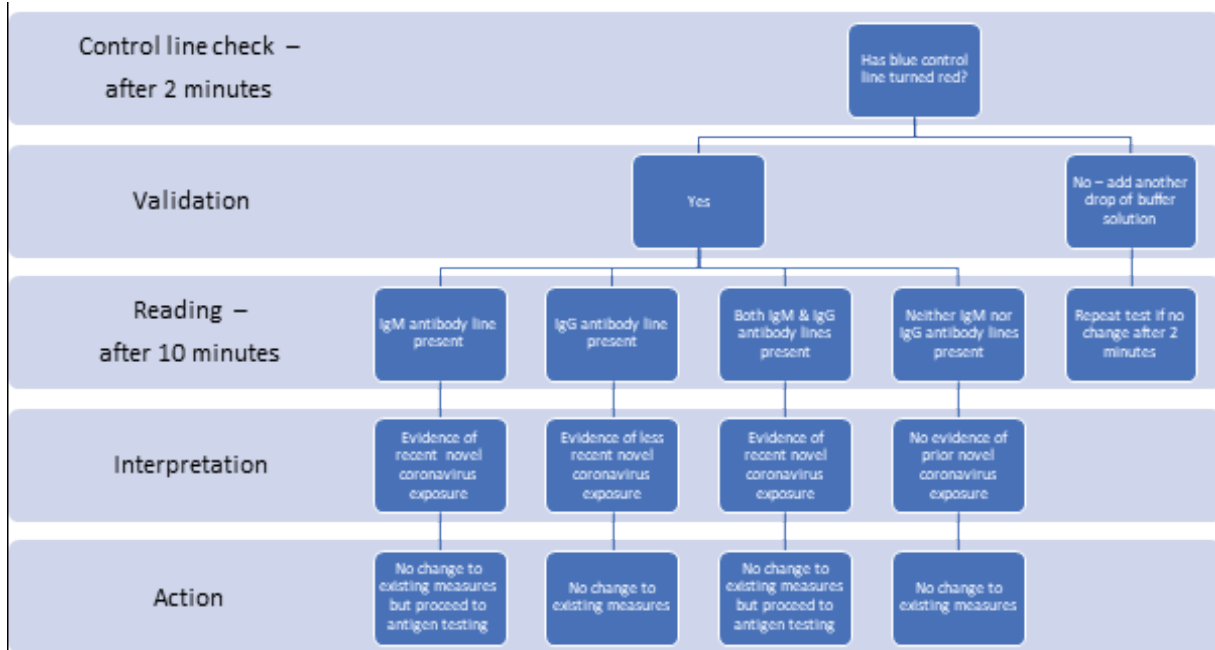 Control line check –
after 2 minutes
Has blue control
line turned red?
Validation
Yes
No – add another
drop of buffer
solution
Reading –
after 10 minutes
IgM antibody line
present
IgG antibody line
present
Both IgM & IgG
antibody lines
present
Neither IgM nor
IgG antibody lines
present
Repeat test if no
change after 2
minutes
Interpretation
Evidence of
recent novel
coronavirus
exposure
Evidence of less
recent novel
coronavirus
exposure
Evidence of
recent novel
coronavirus
exposure
No evidence of
prior novel
coronavirus
exposure
Action
No change to
existing measures
but proceed to
antigen testing
No change to
existing measures
No change to
existing measures
but proceed to
antigen testing
No change to
existing measures